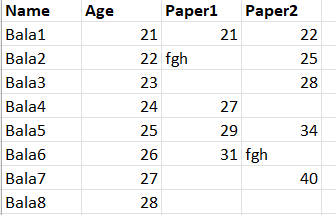 Name Age Paper1 Paper2
Bala1 21 21 22
Bala2 22 fgh 25
Bala3 23 28
Bala4 24 27
Bala5 25 29 34
Bala6 26 31 fgh
Bala7 27 40
Bala8 28